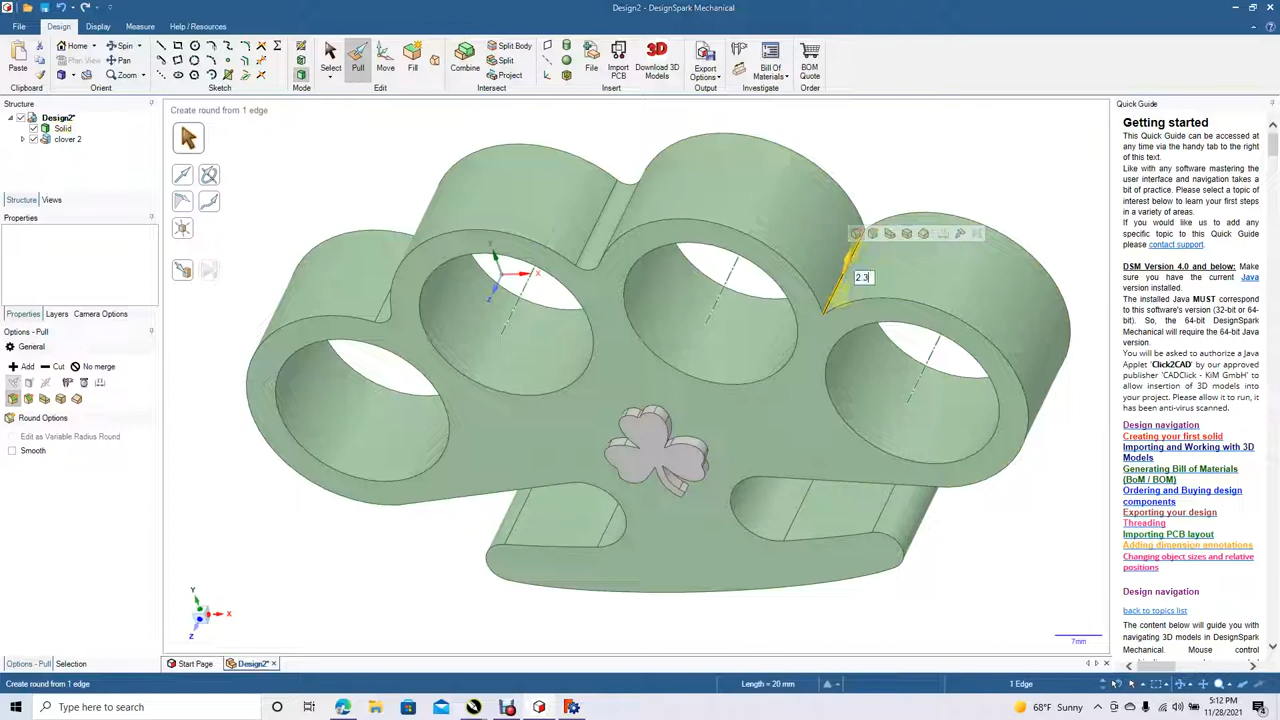 Design2 - DesignSpark Mechanical
File Design Display Measure Help / Resources
Home Spin Split Body
Paste Plan View Pan Select Pull Move Fill Combine Split File Import PCB Download 3D Models Export Options Bill Of Materials BOM Quote
Zoom Project
3D
Clipboard Orient Sketch Mode Edit Intersect Insert Output Investigate Order
Structure
Design2*
Solid
clover 2
Structure Views
Properties
Properties Layers Camera Options
Options - Pull
General
Add Cut No merge
Round Options
Edit as Variable Radius Round
Smooth
Options - Pull Selection
Create round from 1 edge
Y
X
Z
2.3
Y
X
Z
7mm
Start Page Design2*
Quick Guide
Getting started
This Quick Guide can be accessed at
any time via the handy tab to the right
of this text.
Like with any software mastering the
user interface and navigation takes a
bit of practice. Please select a topic of
interest below to learn your first steps
in a variety of areas.
If you would like us to add any
specific topic to this Quick Guide
please contact support.
DSM Version 4.0 and below: Make
sure you have the current Java
version installed.
The installed Java MUST correspond
to this software's version (32-bit or 64-
bit). So, the 64-bit DesignSpark
Mechanical will require the 64-bit Java
version.
You will be asked to authorize a Java
Applet 'Click2CAD' by our approved
publisher 'CADClick - KiM GmbH' to
allow insertion of 3D models into
your project. Please allow it to run, it
has been anti-virus scanned.
Design navigation
Creating your first solid
Importing and Working with 3D
Models
Generating Bill of Materials
(BoM / BOM)
Ordering and Buying design
components
Exporting your design
Threading
Importing PCB layout
Adding dimension annotations
Changing object sizes and relative
positions
Design navigation
back to topics list
The content below will guide you with
navigating 3D models in DesignSpark
Mechanical. Mouse control
Create round from 1 edge Length = 20 mm 1 Edge
Type here to search
68°F Sunny
5:12 PM
11/28/2021
4